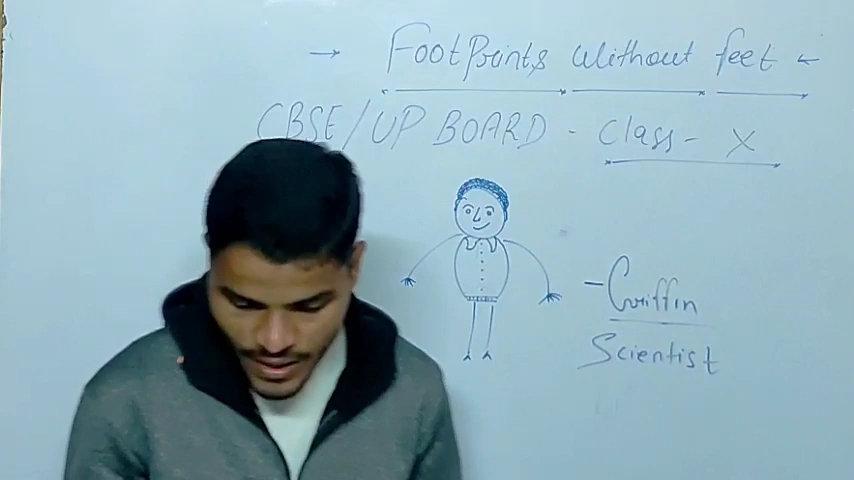 → FootPrints Without feet ←
CBSE/UP BOARD - Class - X
- Griffin
Scientist